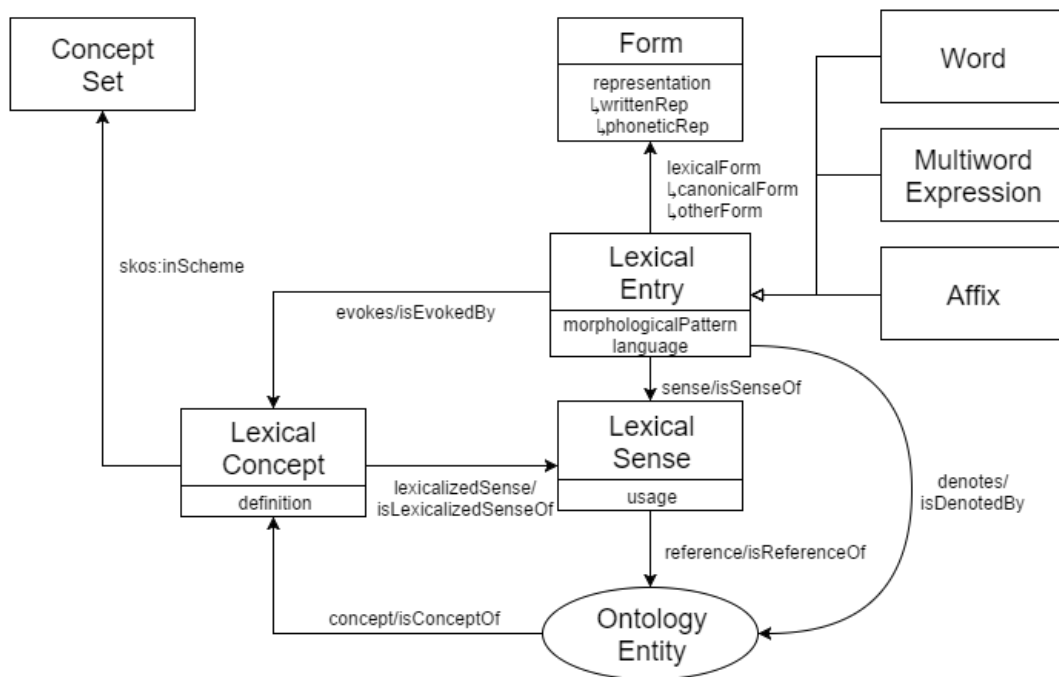 Concept
Set
Form
representation
↳writtenRep
↳phoneticRep
Word
Multiword
Expression
Affix
lexicalForm
↳canonicalForm
↳otherForm
skos:inScheme
Lexical
Entry
morphologicalPattern
language
evokes/isEvokedBy
sense/isSenseOf
Lexical
Concept
definition
lexicalizedSense/
isLexicalizedSenseOf
Lexical
Sense
usage
denotes/
isDenotedBy
reference/isReferenceOf
concept/isConceptOf
Ontology
Entity